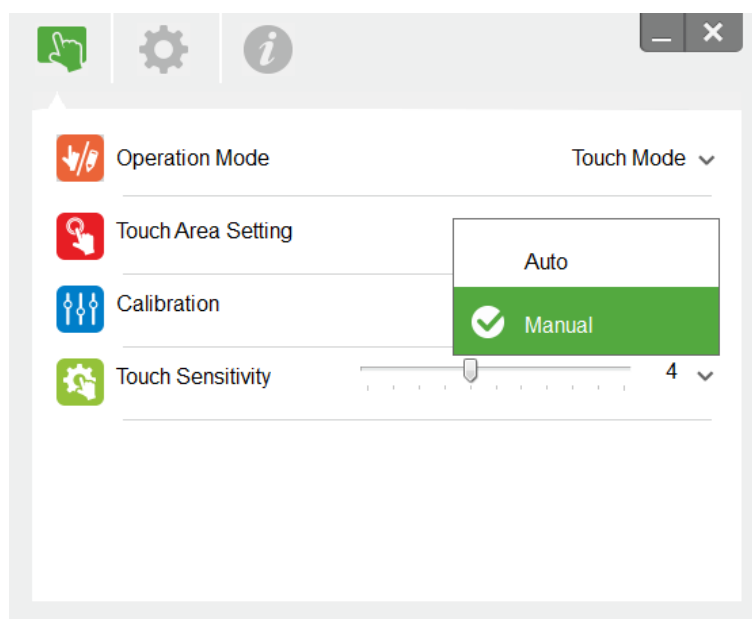 Operation Mode Touch Mode
Touch Area Setting
Auto
Calibration
Manual
Touch Sensitivity 4